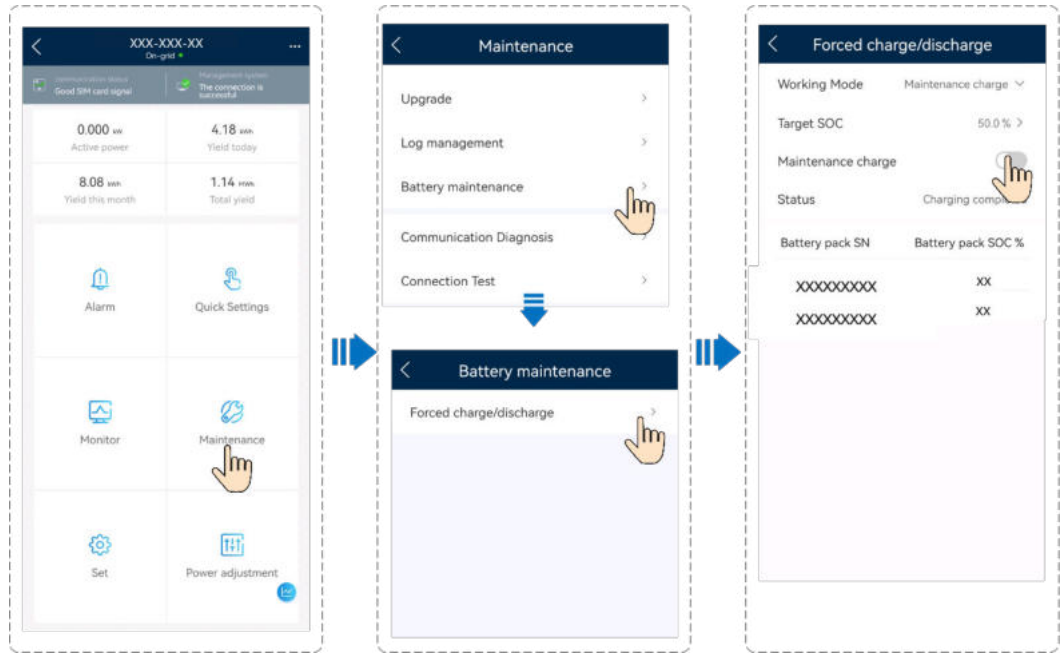 XXX-XXX-XX
On-grid
Communication status
Good SIM card signal
Management system
The connection is
successful
0.000 kW
Active power
4.18 kWh
Yield today
8.08 kWh
Yield this month
1.14 MWh
Total yield
Alarm
Quick Settings
Monitor
Maintenance
Set
Power adjustment
Maintenance
Upgrade
Log management
Battery maintenance
Communication Diagnosis
Connection Test
Battery maintenance
Forced charge/discharge
Forced charge/discharge
Working Mode
Maintenance charge
Target SOC
50.0 %
Maintenance charge
Status
Charging
Battery pack SN
Battery pack SOC %
XXXXXXXXX
XX
XXXXXXXXX
XX